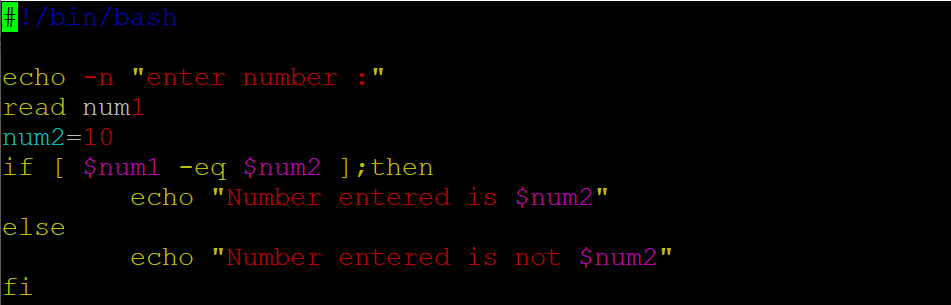 #!/bin/bash
echo -n "enter number :"
read num1
num2=10
if [ $num1 -eq $num2 ];then
        echo "Number entered is $num2"
else
        echo "Number entered is not $num2"
fi